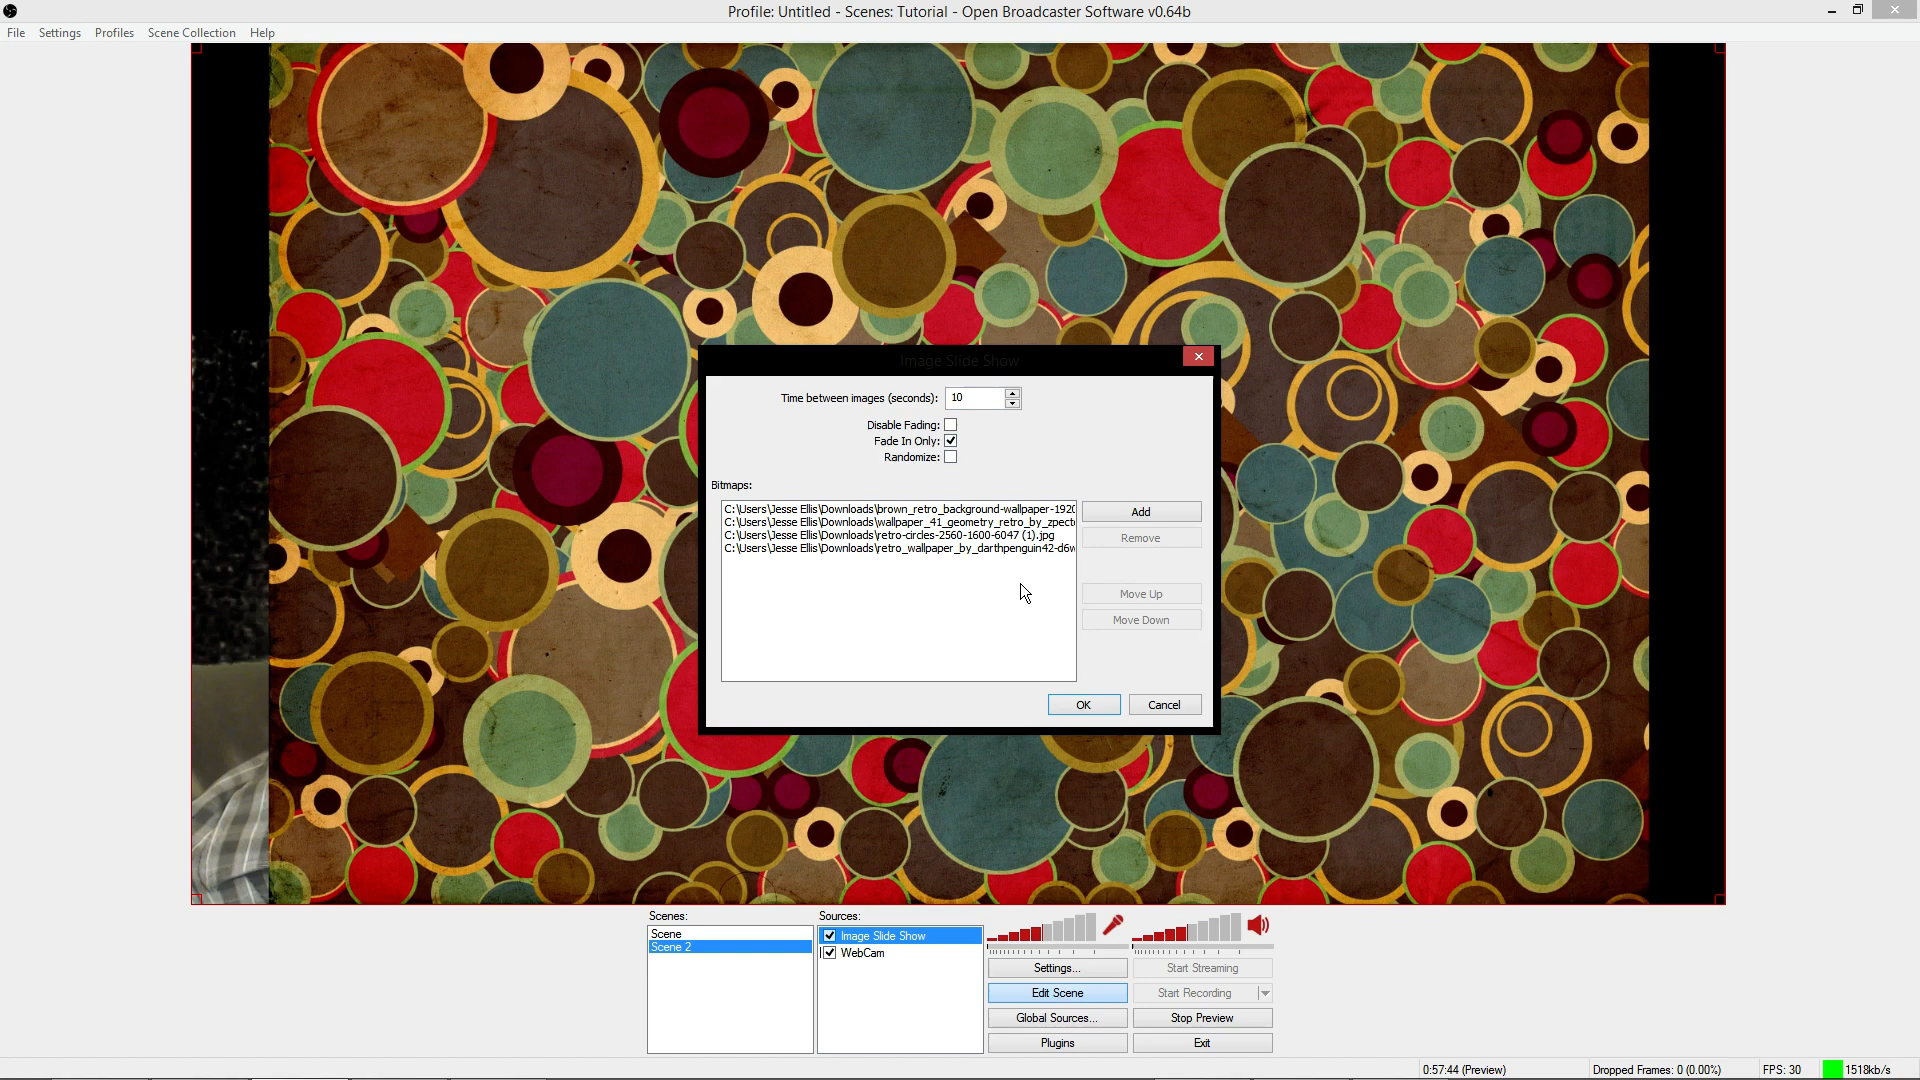 Profile: Untitled - Scenes: Tutorial - Open Broadcaster Software v0.64b
File Settings Profiles Scene Collection Help
Image Slide Show
Time between images (seconds): 10
Disable Fading:
Fade In Only:
Randomize:
Bitmaps:
C:\Users\Jesse Ellis\Downloads\brown_retro_background-wallpaper-1920
C:\Users\Jesse Ellis\Downloads\wallpaper_41_geometry_retro_by_zpect
C:\Users\Jesse Ellis\Downloads\retro-circles-2560-1600-6047 (1).jpg
C:\Users\Jesse Ellis\Downloads\retro_wallpaper_by_darthpenguin42-d6w
Add
Remove
Move Up
Move Down
OK Cancel
Scenes:
Scene
Scene 2
Sources:
Image Slide Show
WebCam
Settings... Start Streaming
Edit Scene Start Recording
Global Sources... Stop Preview
Plugins Exit
0:57:44 (Preview) Dropped Frames: 0 (0.00%) FPS: 30 1518kb/s